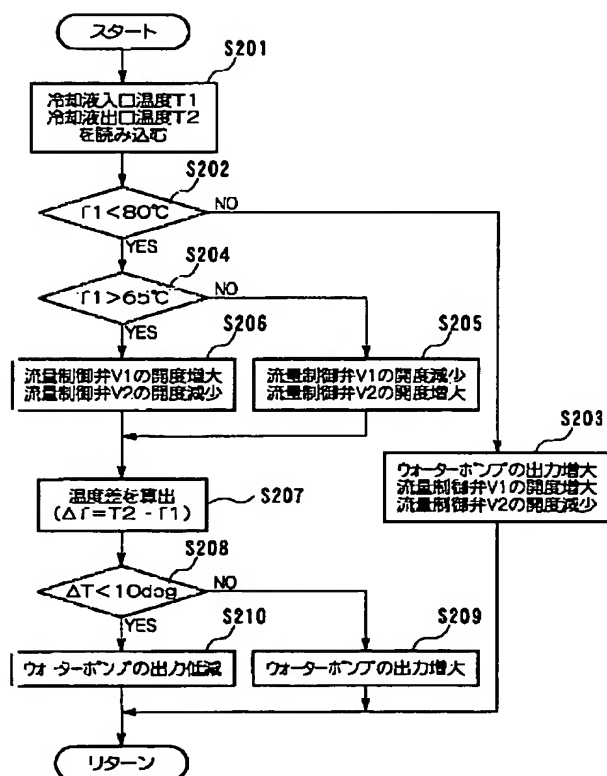 スタート
S201
冷却液入口温度T1
冷却液出口温度T2
を読み込む
S202
T1<80℃
NO
YES
S204
T1>65℃
NO
YES
S206
流量制御弁V1の開度増大
流量制御弁V2の開度減少
S205
流量制御弁V1の開度減少
流量制御弁V2の開度増大
S203
ウォーターポンプの出力増大
流量制御弁V1の開度増大
流量制御弁V2の開度減少
S207
温度差を算出
(ΔT=T2-T1)
S208
ΔT<10deg
NO
YES
S210
ウォーターポンプの出力低減
S209
ウォーターポンプの出力増大
リターン